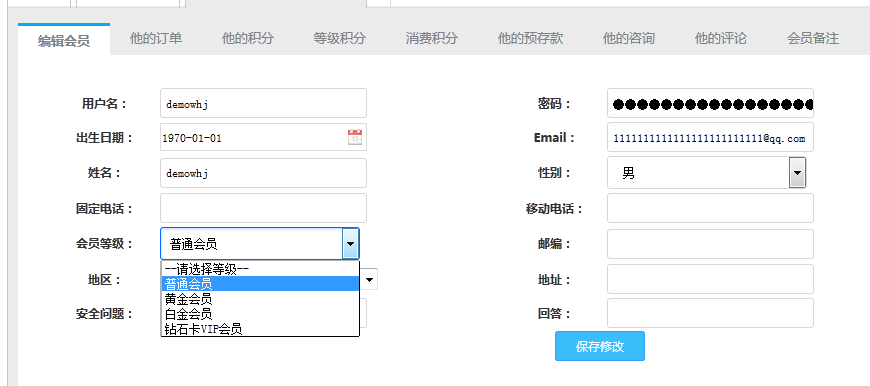 编辑会员 他的订单 他的积分 等级积分 消费积分 他的预存款 他的咨询 他的评论 会员备注
用户名： demowhj 密码： ●●●●●●●●●●●●●●●●●
出生日期： 1970-01-01 Email： 1111111111111111111111111@qq.com
姓名： demowhj 性别： 男
固定电话： 移动电话：
会员等级： 普通会员 邮编：
--请选择等级--
地区： 普通会员 地址：
黄金会员
安全问题： 白金会员 回答：
钻石卡VIP会员
保存修改